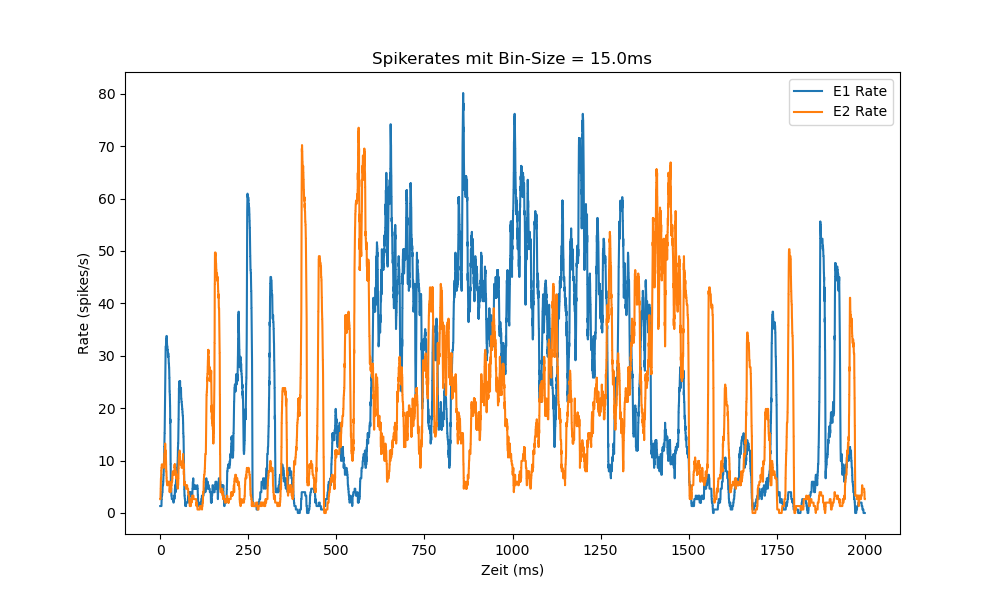 Spikerates mit Bin-Size = 15.0ms
E1 Rate
E2 Rate
80
70
60
50
40
30
20
10
0
Rate (spikes/s)
0 250 500 750 1000 1250 1500 1750 2000
Zeit (ms)